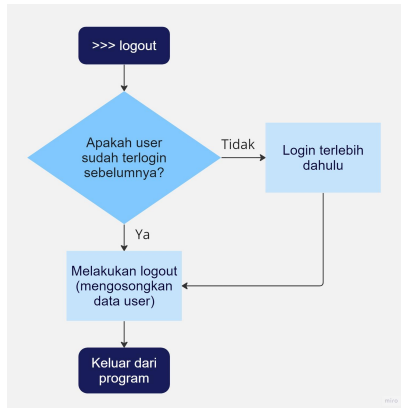 >>> logout
Apakah user
sudah terlogin
sebelumnya?
Tidak
Login terlebih
dahulu
Ya
Melakukan logout
(mengosongkan
data user)
Keluar dari
program
miro